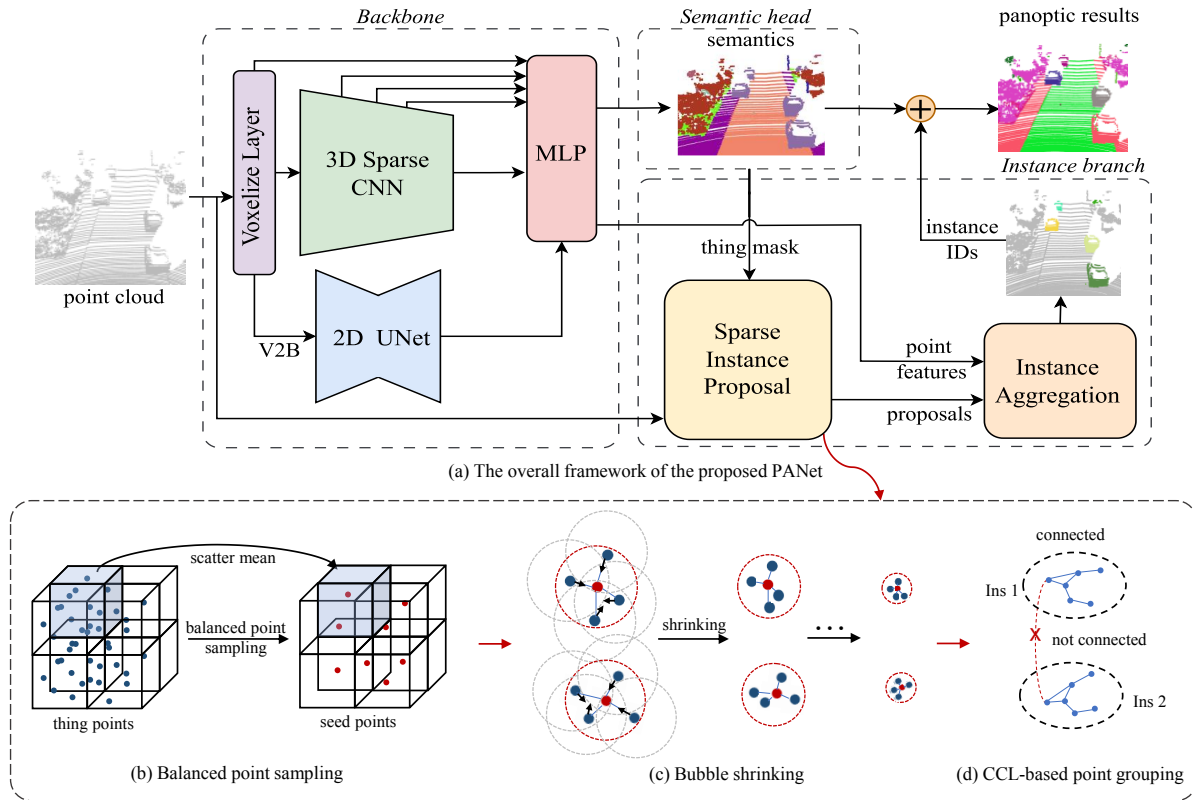 Backbone
Semantic head
semantics
panoptic results
Voxelize Layer
3D Sparse
CNN
MLP
+
Instance branch
point cloud
V2B
2D UNet
thing mask
instance
IDs
Sparse
Instance
Proposal
point
features
proposals
Instance
Aggregation
(a) The overall framework of the proposed PANet
scatter mean
balanced point
sampling
thing points
seed points
shrinking
...
connected
Ins 1
X
not connected
Ins 2
(b) Balanced point sampling
(c) Bubble shrinking
(d) CCL-based point grouping